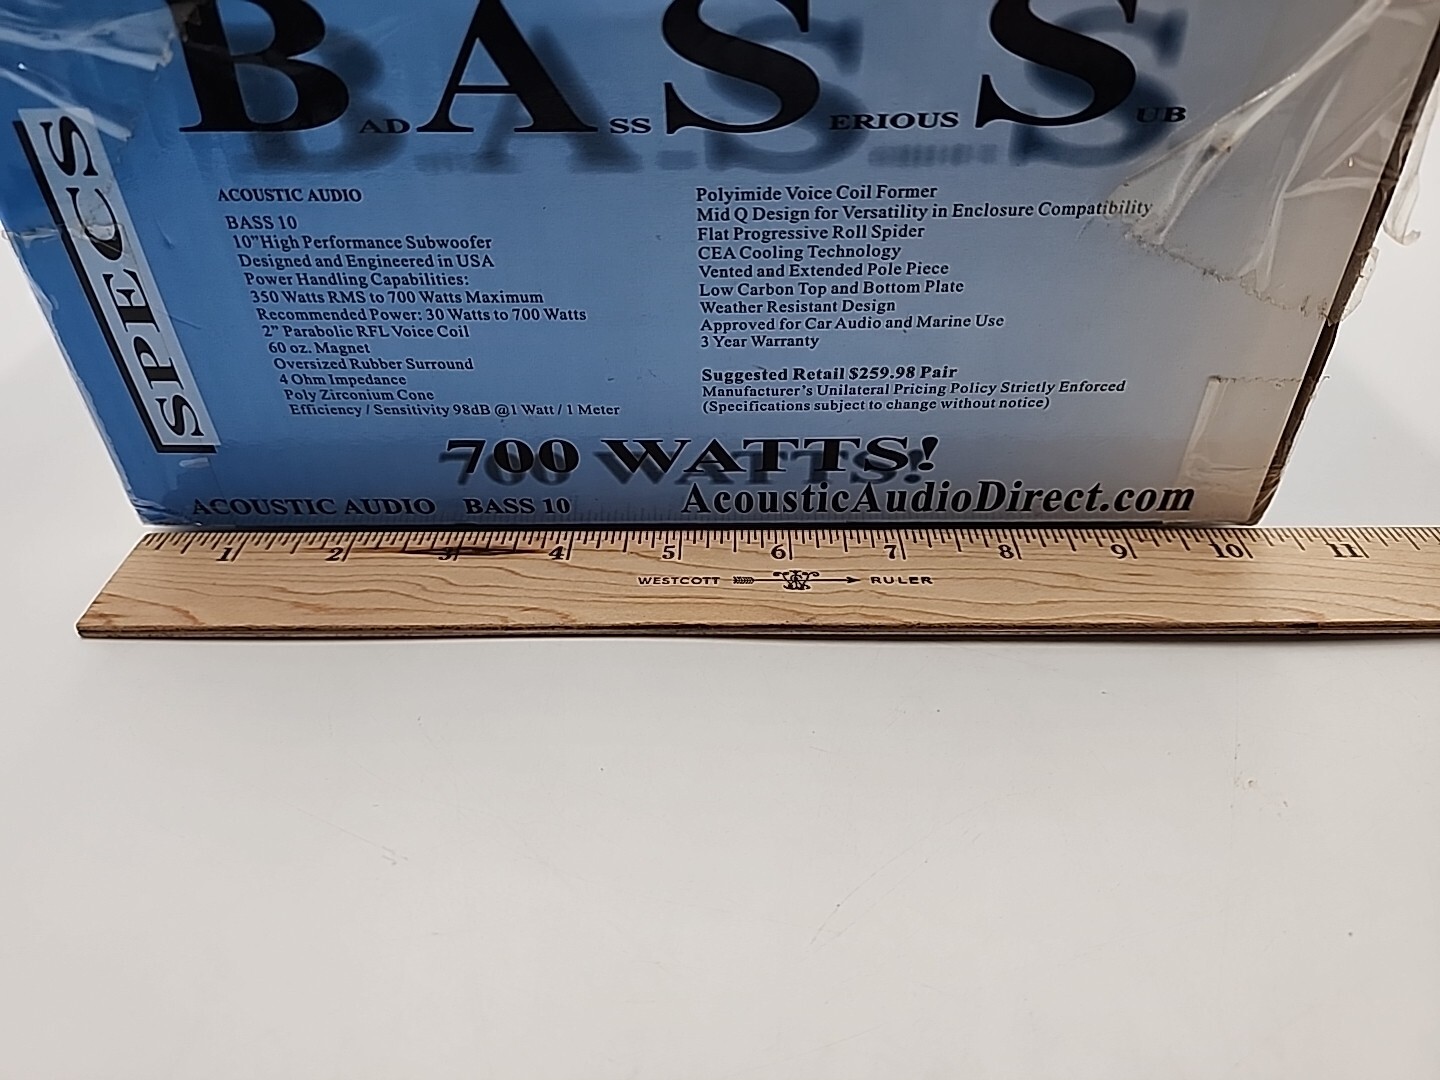 BAD ASS SERIOUS SUB
SPECS
ACOUSTIC AUDIO
BASS 10
10" High Performance Subwoofer
Designed and Engineered in USA
Power Handling Capabilities:
350 Watts RMS to 700 Watts Maximum
Recommended Power: 30 Watts to 700 Watts
2" Parabolic RFL Voice Coil
60 oz. Magnet
Oversized Rubber Surround
4 Ohm Impedance
Poly Zirconium Cone
Efficiency / Sensitivity 98dB @1 Watt / 1 Meter
Polyimide Voice Coil Former
Mid Q Design for Versatility in Enclosure Compatibility
Flat Progressive Roll Spider
CEA Cooling Technology
Vented and Extended Pole Piece
Low Carbon Top and Bottom Plate
Weather Resistant Design
Approved for Car Audio and Marine Use
3 Year Warranty
Suggested Retail $259.98 Pair
Manufacturer's Unilateral Pricing Policy Strictly Enforced
(Specifications subject to change without notice)
700 WATTS!
ACOUSTIC AUDIO BASS 10
AcousticAudioDirect.com
1 2 3 4 5 6 7 8 9 10 11
WESTCOTT RULER